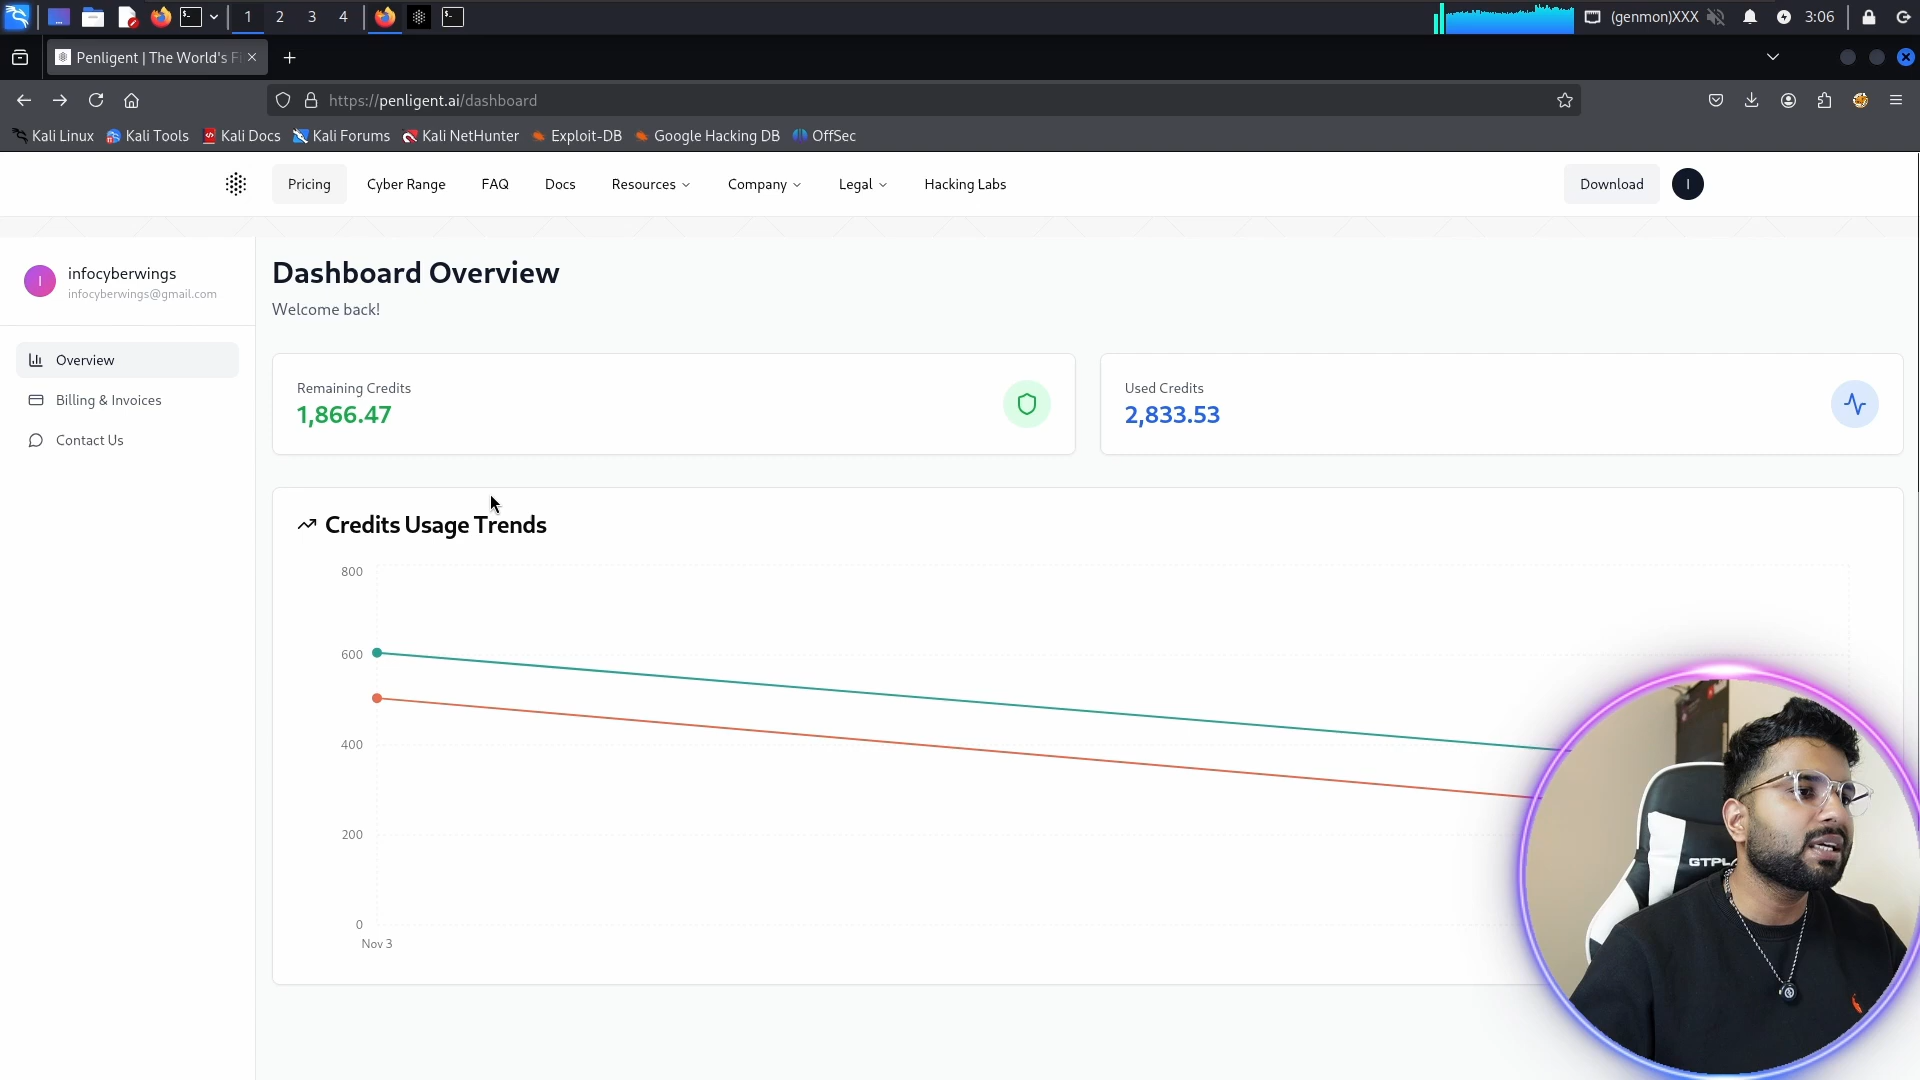 1 2 3 4
(genmon)XXX 3:06
Penligent | The World's Fi
https://penligent.ai/dashboard
Kali Linux Kali Tools Kali Docs Kali Forums Kali NetHunter Exploit-DB Google Hacking DB OffSec
Pricing Cyber Range FAQ Docs Resources Company Legal Hacking Labs Download I
I infocyberwings
infocyberwings@gmail.com
Overview
Billing & Invoices
Contact Us
Dashboard Overview
Welcome back!
Remaining Credits
1,866.47
Used Credits
2,833.53
Credits Usage Trends
800
600
400
200
0
Nov 3
GTPLA